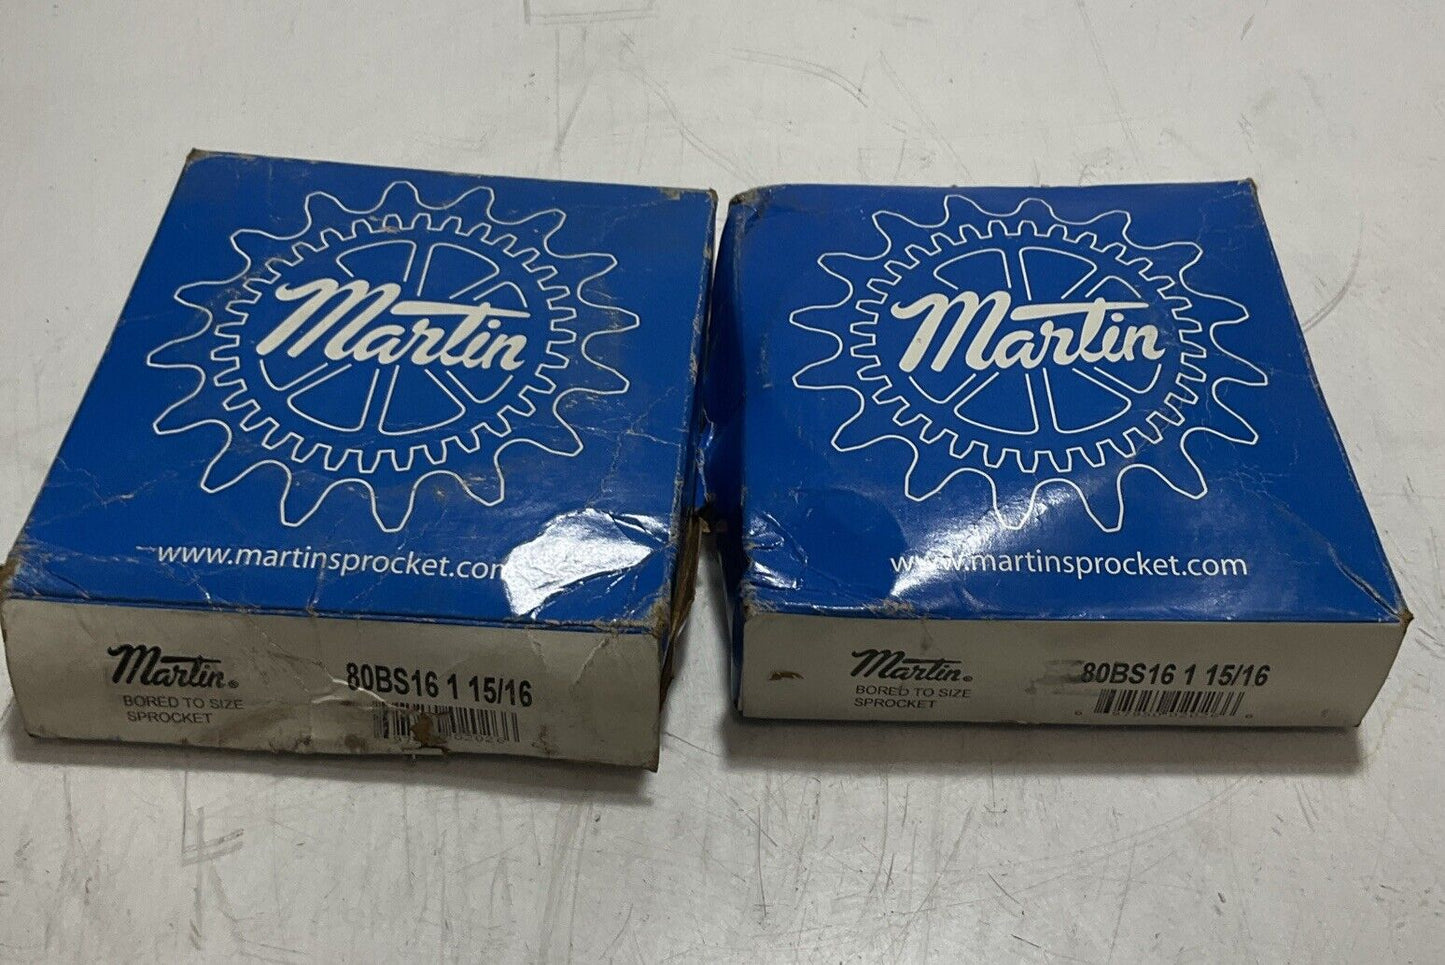 Martin
www.martinsprocket.com
Martin®
BORED TO SIZE
SPROCKET
80BS16 1 15/16
Martin
www.martinsprocket.com
Martin®
BORED TO SIZE
SPROCKET
80BS16 1 15/16